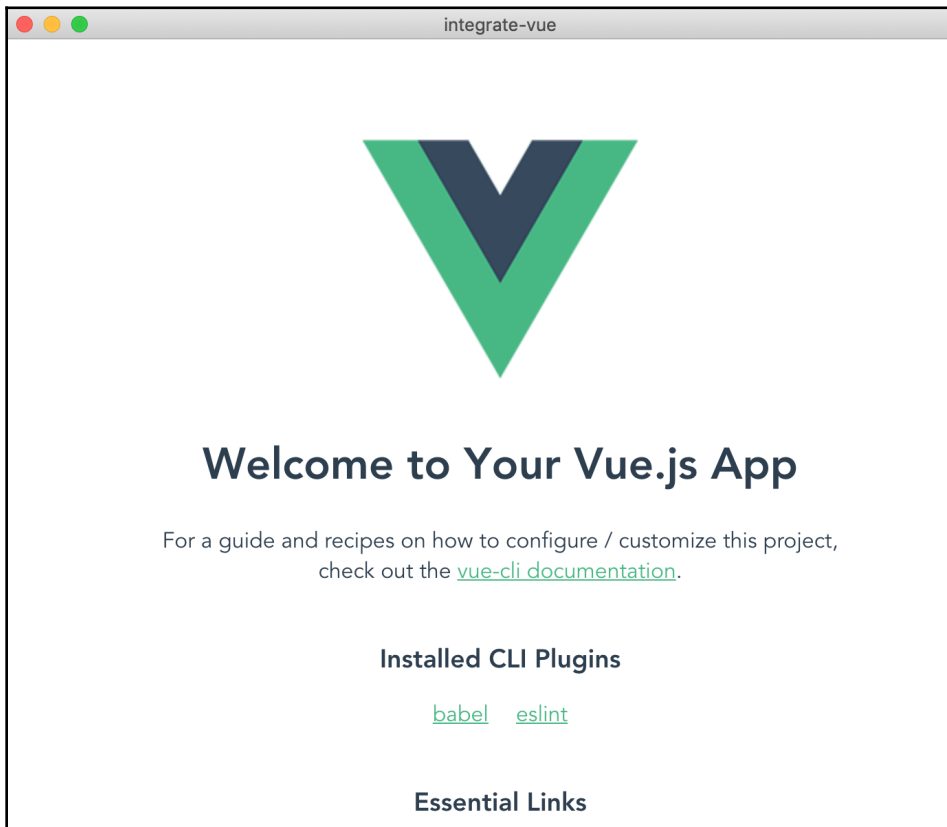 integrate-vue
Welcome to Your Vue.js App
For a guide and recipes on how to configure / customize this project,
check out the vue-cli documentation.
Installed CLI Plugins
babel eslint
Essential Links